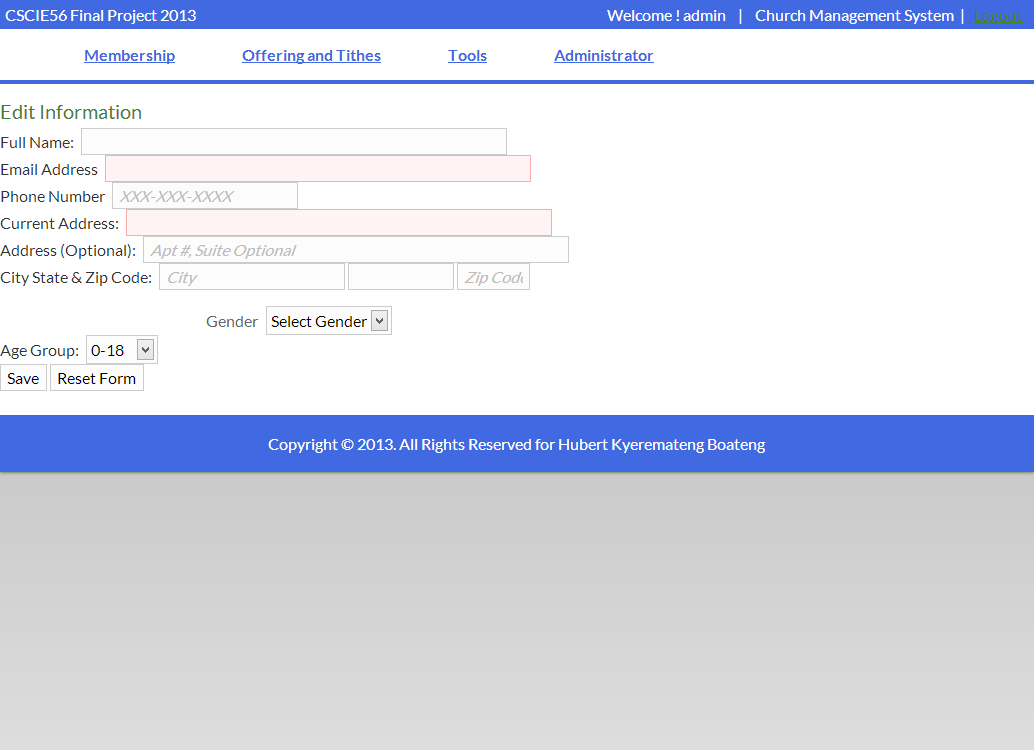 CSCIE56 Final Project 2013 Welcome ! admin | Church Management System | Logout
Membership Offering and Tithes Tools Administrator
Edit Information
Full Name:
Email Address
Phone Number XXX-XXX-XXXX
Current Address:
Address (Optional): Apt #, Suite Optional
City State & Zip Code: City Zip Code
Gender Select Gender
Age Group: 0-18
Save Reset Form
Copyright © 2013. All Rights Reserved for Hubert Kyeremateng Boateng